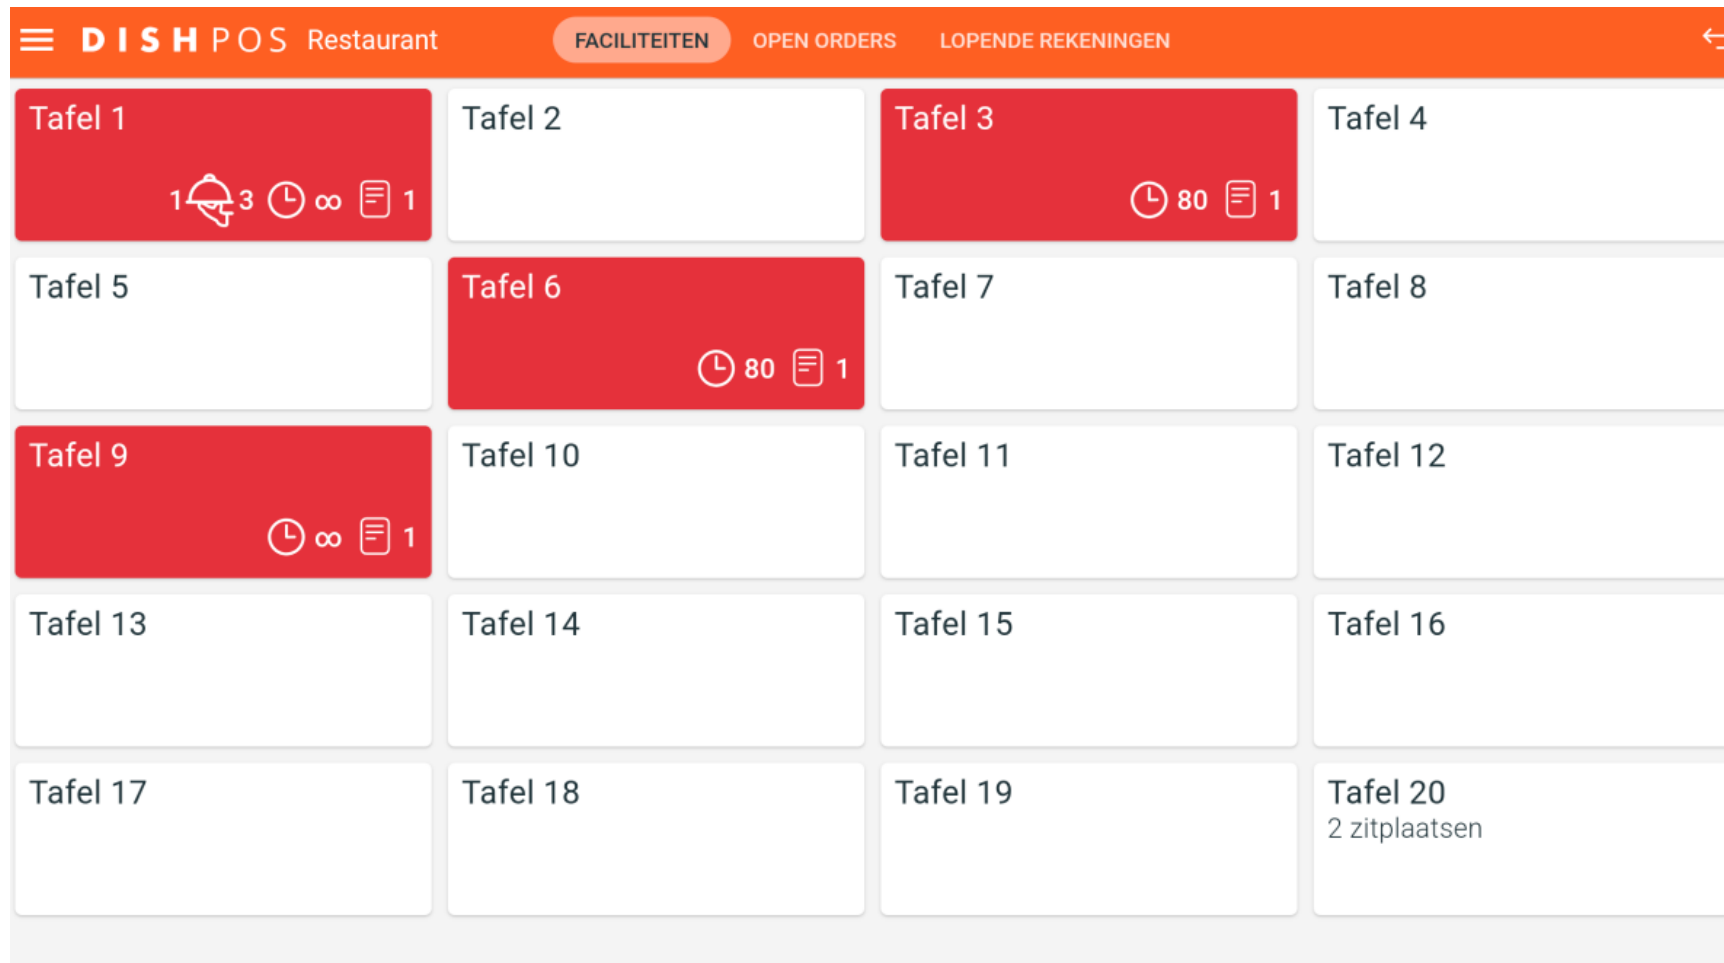 DISH POS Restaurant FACILITEITEN OPEN ORDERS LOPENDE REKENINGEN
Tafel 1
1 3 ∞ 1
Tafel 2
Tafel 3
80 1
Tafel 4
Tafel 5
Tafel 6
80 1
Tafel 7
Tafel 8
Tafel 9
∞ 1
Tafel 10
Tafel 11
Tafel 12
Tafel 13
Tafel 14
Tafel 15
Tafel 16
Tafel 17
Tafel 18
Tafel 19
Tafel 20
2 zitplaatsen